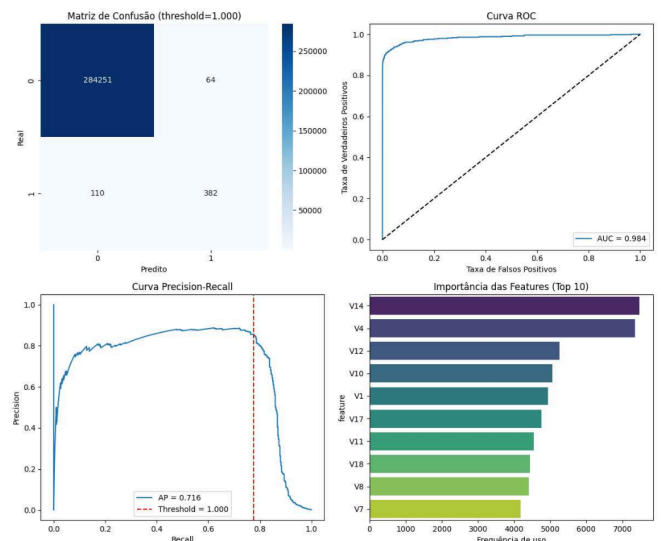 Matriz de Confusão (threshold=1.000)
0
284251
64
Real
1
110
382
0
1
Predito
250000
200000
150000
100000
50000
Curva ROC
1.0
0.8
0.6
0.4
0.2
0.0
Taxa de Verdadeiros Positivos
AUC = 0.984
0.0
0.2
0.4
0.6
0.8
1.0
Taxa de Falsos Positivos
Curva Precision-Recall
1.0
0.8
0.6
0.4
0.2
0.0
Precision
AP = 0.716
Threshold = 1.000
0.0
0.2
0.4
0.6
0.8
1.0
Recall
Importância das Features (Top 10)
V14
V4
V12
V10
V1
V17
V11
V18
V8
V7
feature
0
1000
2000
3000
4000
5000
6000
7000
Frequência de uso